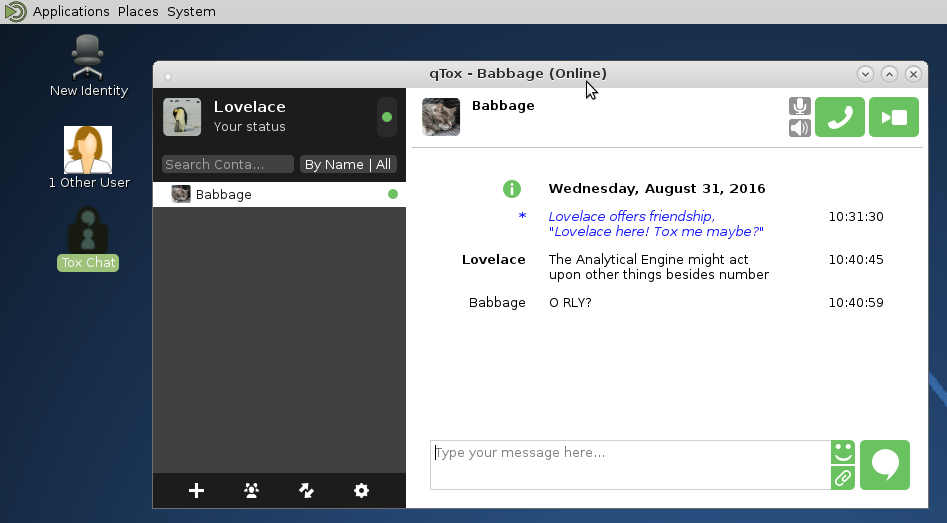 Applications Places System
New Identity
1 Other User
Tox Chat
qTox - Babbage (Online)
Lovelace
Your status
Search Conta...
By Name | All
Babbage
Babbage
Wednesday, August 31, 2016
* Lovelace offers friendship, 10:31:30
"Lovelace here! Tox me maybe?"
Lovelace The Analytical Engine might act 10:40:45
upon other things besides number
Babbage O RLY? 10:40:59
Type your message here...